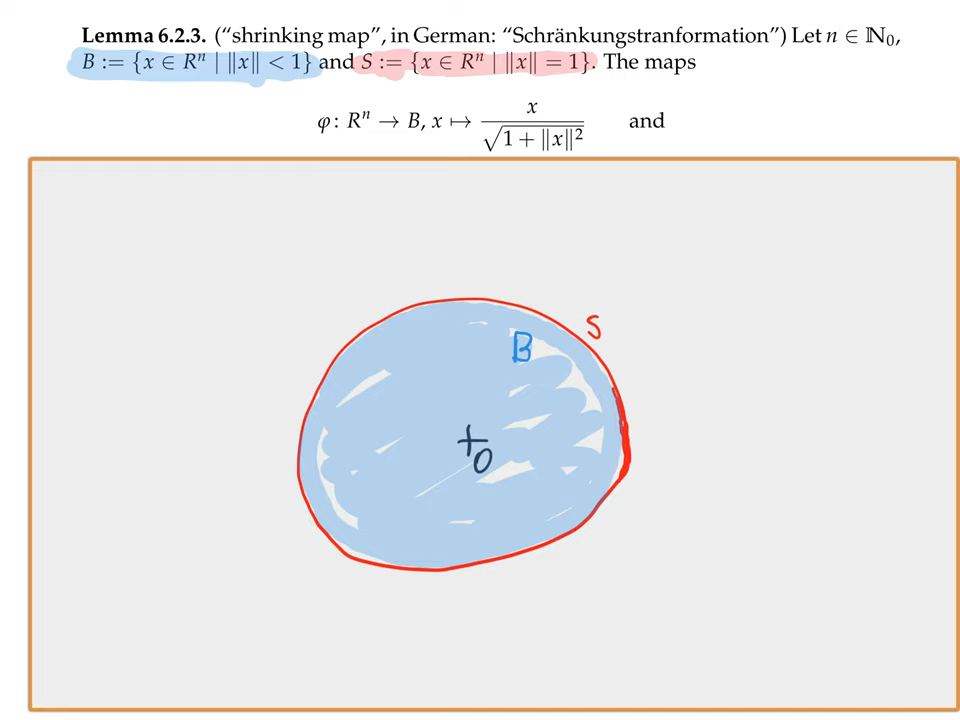 Lemma 6.2.3. (“shrinking map”, in German: “Schränkungstranformation”) Let n ∈ ℕ₀,
B := {x ∈ Rⁿ | ‖x‖ < 1} and S := {x ∈ Rⁿ | ‖x‖ = 1}. The maps
φ: Rⁿ → B, x ↦ x / √(1 + ‖x‖²) and
S
B
0